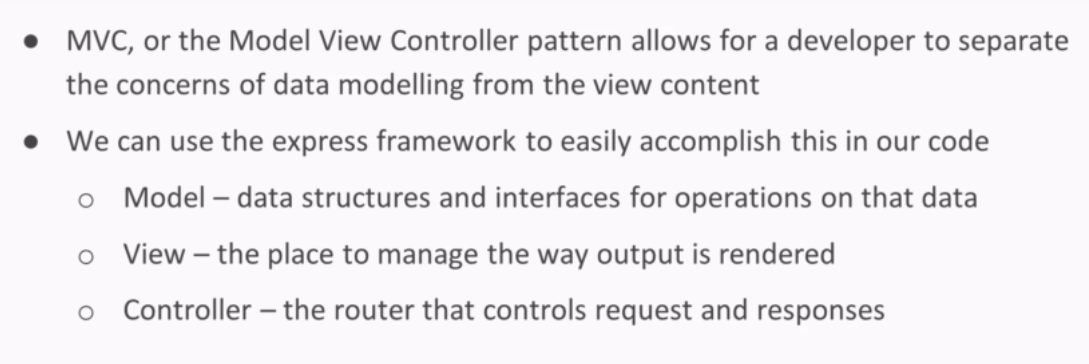 ● MVC, or the Model View Controller pattern allows for a developer to separate
the concerns of data modelling from the view content
● We can use the express framework to easily accomplish this in our code
○ Model – data structures and interfaces for operations on that data
○ View – the place to manage the way output is rendered
○ Controller – the router that controls request and responses